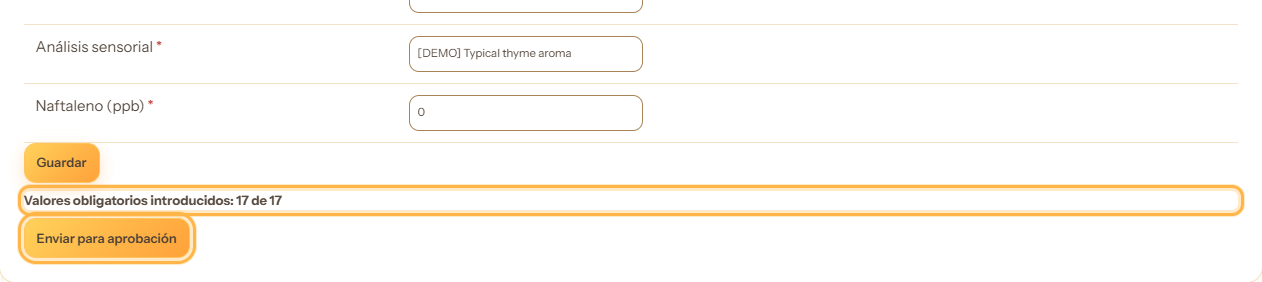 Análisis sensorial *
[DEMO] Typical thyme aroma
Naftaleno (ppb) *
0
Guardar
Valores obligatorios introducidos: 17 de 17
Enviar para aprobación